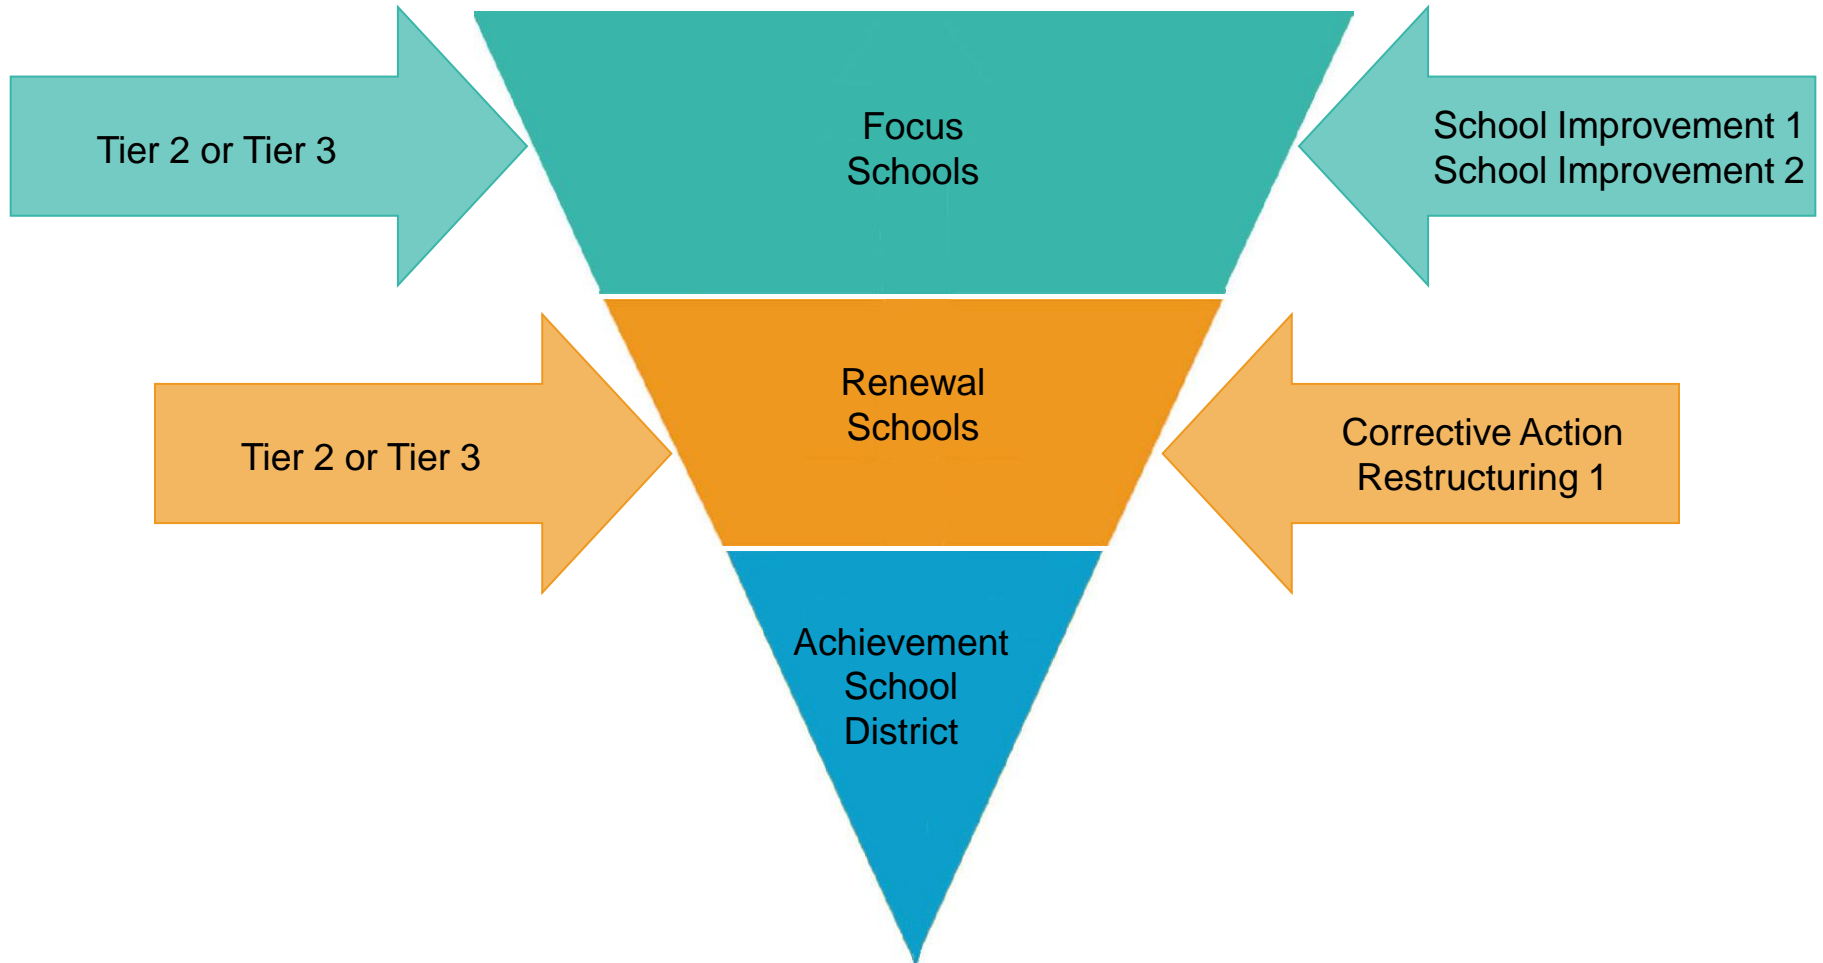 Tier 2 or Tier 3
Focus
Schools
School Improvement 1
School Improvement 2
Tier 2 or Tier 3
Renewal
Schools
Corrective Action
Restructuring 1
Achievement
School
District